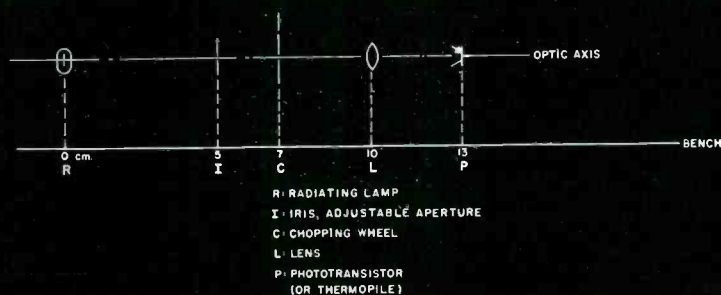 OPTIC AXIS
BENCH
0 cm. 5 7 10 13
R I C L P
R: RADIATING LAMP
I: IRIS, ADJUSTABLE APERTURE
C: CHOPPING WHEEL
L: LENS
P: PHOTOTRANSISTOR
(OR THERMOPILE)